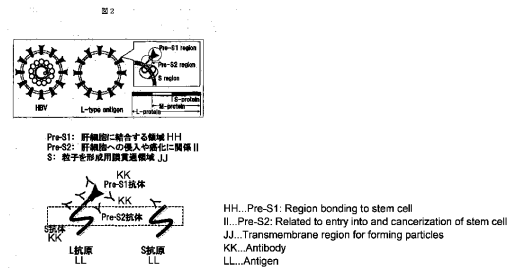 図2
Pre-S1 region
Pre-S2 region
S region
S-protein
M-protein
L-protein
HBV
L-type antigen
Pre-S1: 肝細胞に結合する領域 HH
Pre-S2: 肝細胞への侵入や癌化に関係 II
S: 粒子を形成用膜貫通領域 JJ
KK
Pre-S1抗体
KK
Pre-S2抗体
S抗体
KK
L抗原
LL
S抗原
LL
HH...Pre-S1: Region bonding to stem cell
II...Pre-S2: Related to entry into and cancerization of stem cell
JJ...Transmembrane region for forming particles
KK...Antibody
LL...Antigen